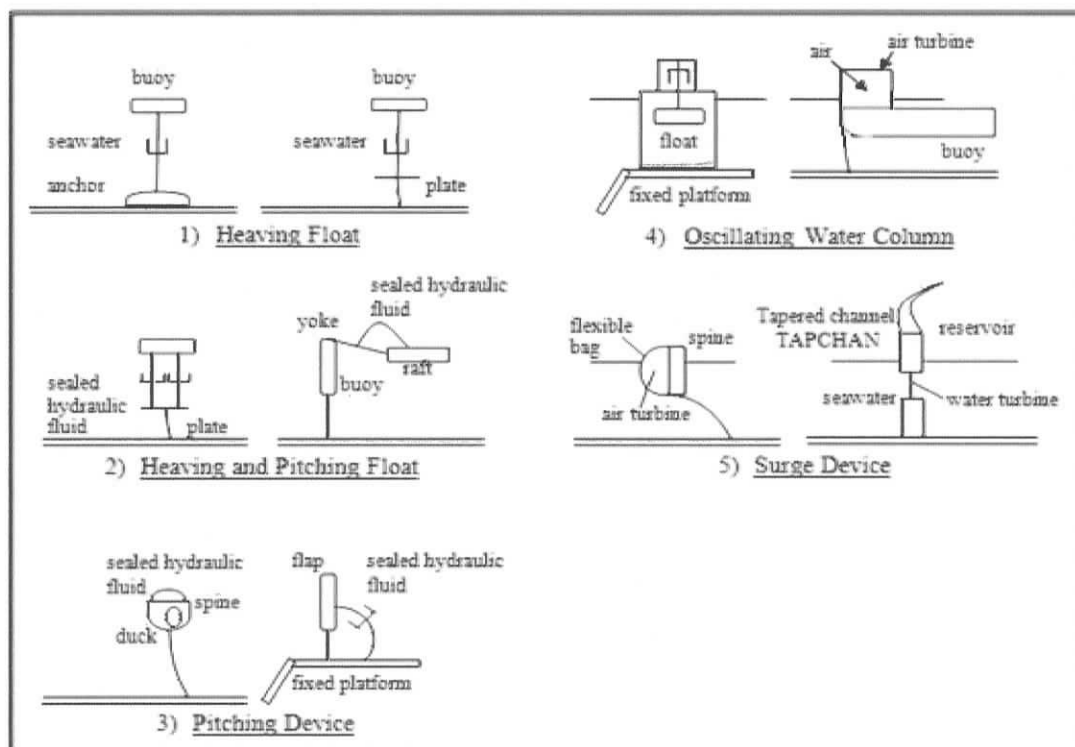 buoy
seawater
anchor
buoy
seawater
plate
1) Heaving Float
float
fixed platform
air
air turbine
buoy
4) Oscillating Water Column
sealed
hydraulic
fluid
plate
sealed hydraulic
fluid
yoke
buoy
raft
2) Heaving and Pitching Float
flexible
bag
spine
air turbine
Tapered channel
TAPCHAN
reservoir
seawater
water turbine
5) Surge Device
sealed hydraulic
fluid
spine
duck
flap
sealed hydraulic
fluid
fixed platform
3) Pitching Device